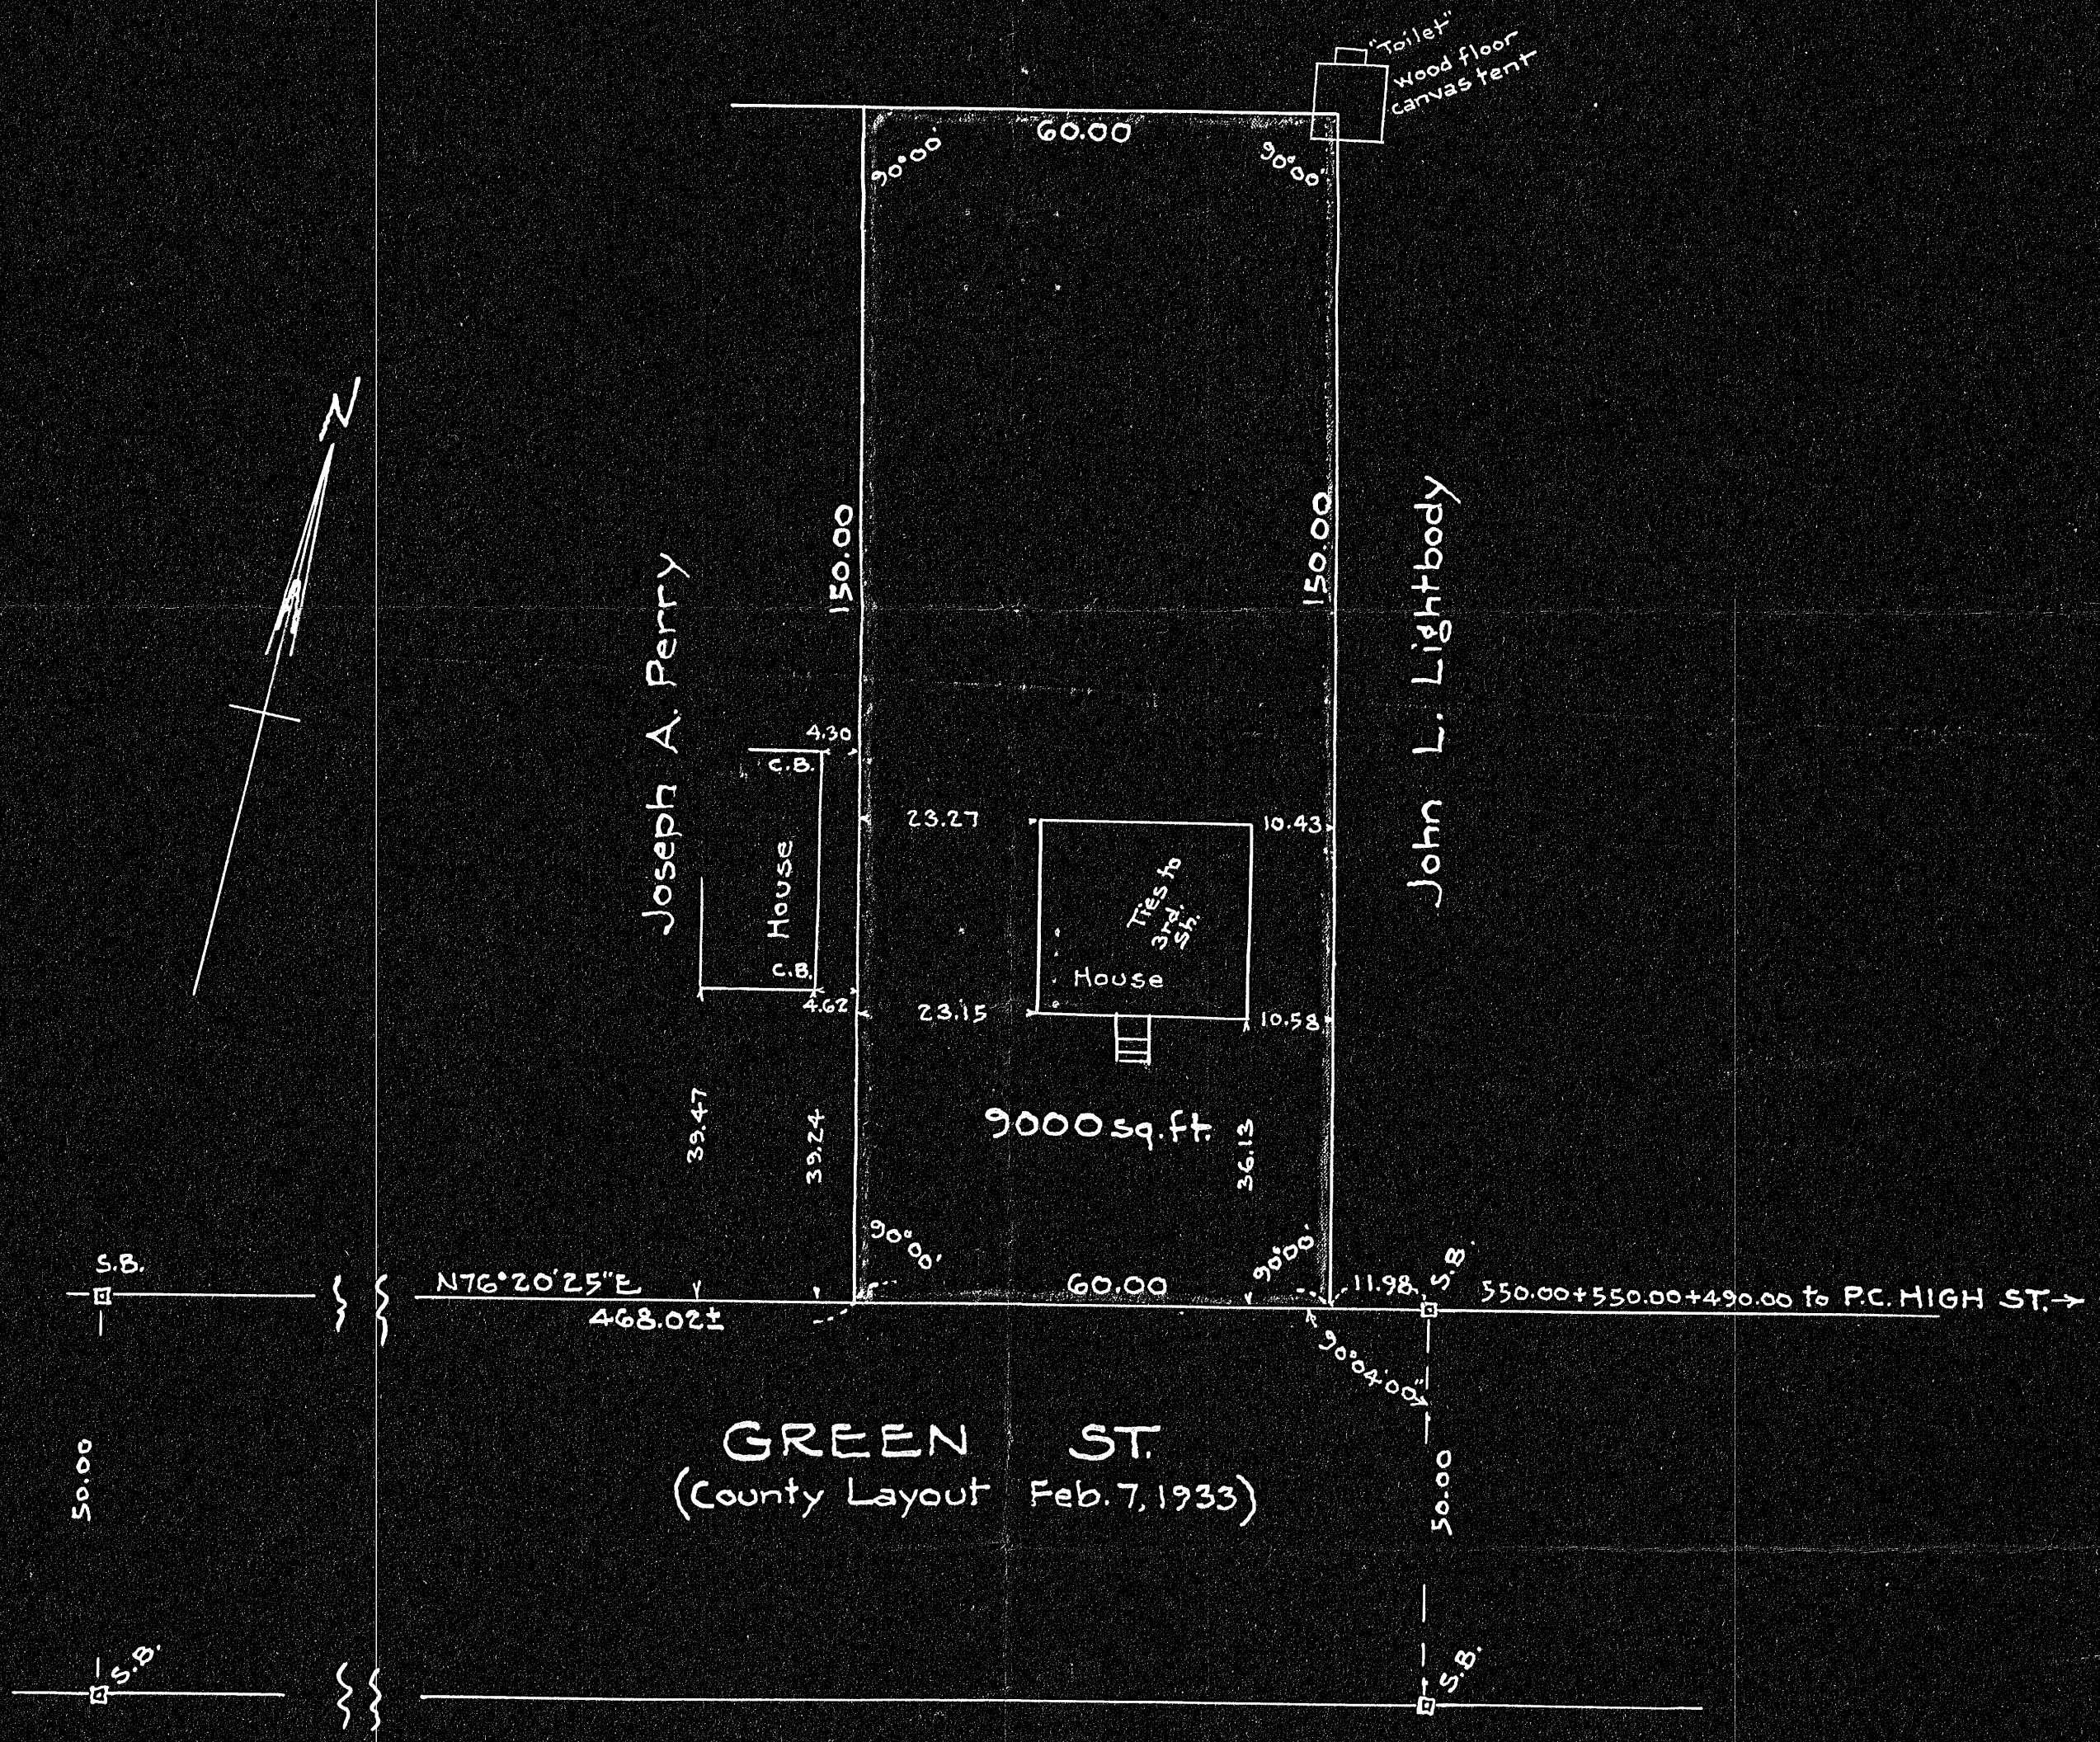 "Toilet"
wood floor
canvas tent
60.00
90°00'
90°00'
N
150.00
150.00
Joseph A. Perry
John L. Lightbody
4.30
C.B.
House
C.B.
4.62
23.27
10.43
Ties to
3rd.
sh.
House
23.15
10.58
39.47
39.24
9000 sq.ft.
36.13
90°00'
90°00'
S.B.
N76°20'25"E
468.02±
60.00
11.98
S.B.
550.00+550.00+490.00 to P.C. HIGH ST.→
90°04'00"
GREEN ST.
(County Layout Feb. 7, 1933)
50.00
50.00
S.B.
S.B.